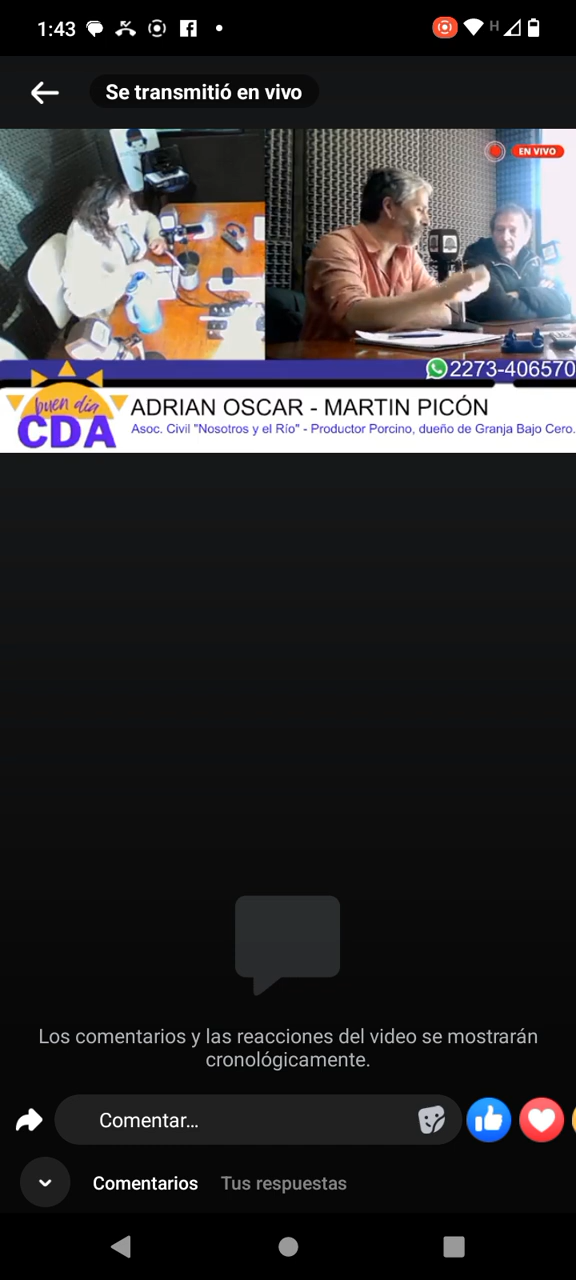 1:43
H
Se transmitió en vivo
EN VIVO
2273-406570
buen día
CDA
ADRIAN OSCAR - MARTIN PICÓN
Asoc. Civil "Nosotros y el Río" - Productor Porcino, dueño de Granja Bajo Cero.
Los comentarios y las reacciones del video se mostrarán
cronológicamente.
Comentar...
Comentarios
Tus respuestas